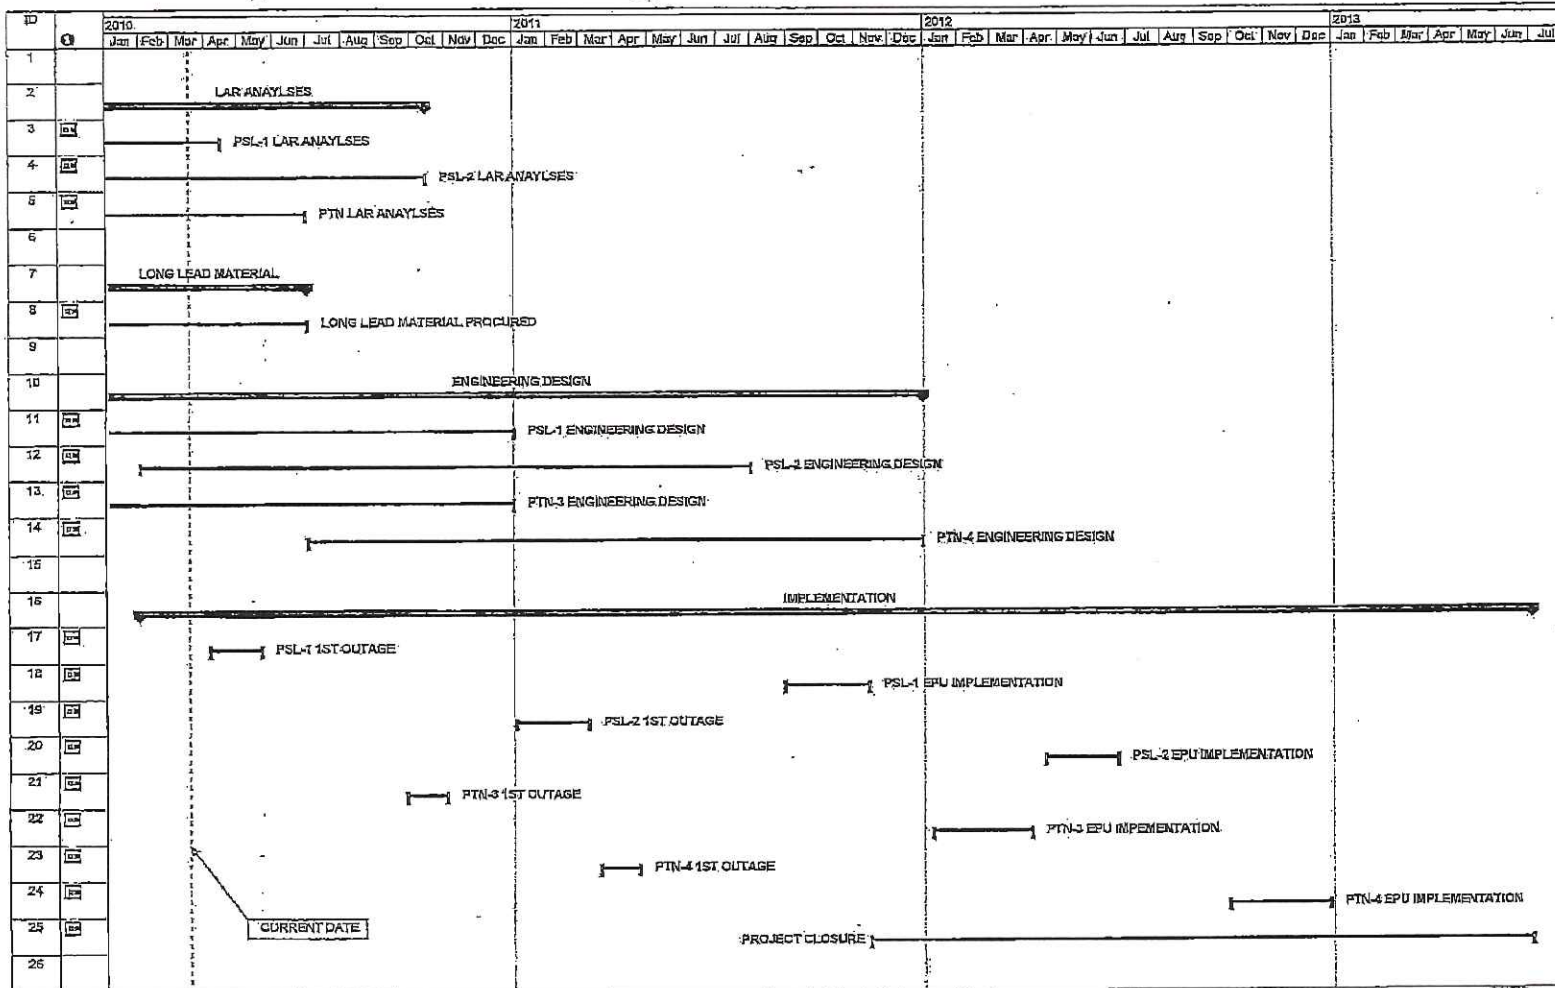 ID
2010 2011 2012 2013
Jan Feb Mar Apr May Jun Jul Aug Sep Oct Nov Dec Jan Feb Mar Apr May Jun Jul Aug Sep Oct Nov Dec Jan Feb Mar Apr May Jun Jul Aug Sep Oct Nov Dec Jan Feb Mar Apr May Jun Jul
1
2 LAR ANAYLSES
3 PSL-1 LAR ANAYLSES
4 PSL-2 LAR ANAYLSES
5 PTN LAR ANAYLSES
6
7 LONG LEAD MATERIAL
8 LONG LEAD MATERIAL PROCURED
9
10 ENGINEERING DESIGN
11 PSL-1 ENGINEERING DESIGN
12 PSL-2 ENGINEERING DESIGN
13 PTN-3 ENGINEERING DESIGN
14 PTN-4 ENGINEERING DESIGN
15
16 IMPLEMENTATION
17 PSL-1 1ST OUTAGE
18 PSL-1 EPU IMPLEMENTATION
19 PSL-2 1ST OUTAGE
20 PSL-2 EPU IMPLEMENTATION
21 PTN-3 1ST OUTAGE
22 PTN-3 EPU IMPEMENTATION
23 PTN-4 1ST OUTAGE
24 PTN-4 EPU IMPLEMENTATION
25 CURRENT DATE PROJECT CLOSURE
26